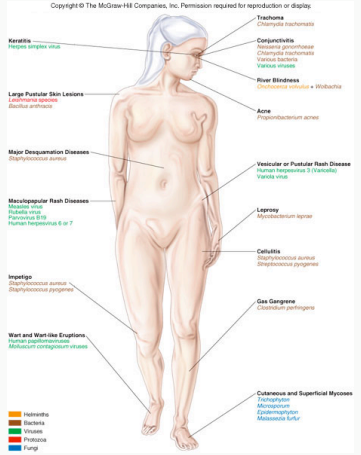 Copyright © The McGraw-Hill Companies, Inc. Permission required for reproduction or display.
Trachoma
Chlamydia trachomatis
Keratitis
Herpes simplex virus
Conjunctivitis
Neisseria gonorrhoeae
Chlamydia trachomatis
Various bacteria
Various viruses
River Blindness
Onchocerca volvulus + Wolbachia
Large Pustular Skin Lesions
Leishmania species
Bacillus anthracis
Acne
Propionibacterium acnes
Major Desquamation Diseases
Staphylococcus aureus
Vesicular or Pustular Rash Disease
Human herpesvirus 3 (Varicella)
Variola virus
Maculopapular Rash Diseases
Measles virus
Rubella virus
Parvovirus B19
Human herpesvirus 6 or 7
Leprosy
Mycobacterium leprae
Cellulitis
Staphylococcus aureus
Streptococcus pyogenes
Impetigo
Staphylococcus aureus
Staphylococcus pyogenes
Gas Gangrene
Clostridium perfringens
Wart and Wart-like Eruptions
Human papillomaviruses
Molluscum contagiosum viruses
Cutaneous and Superficial Mycoses
Trichophyton
Microsporum
Epidermophyton
Malassezia furfur
Helminths
Bacteria
Viruses
Protozoa
Fungi